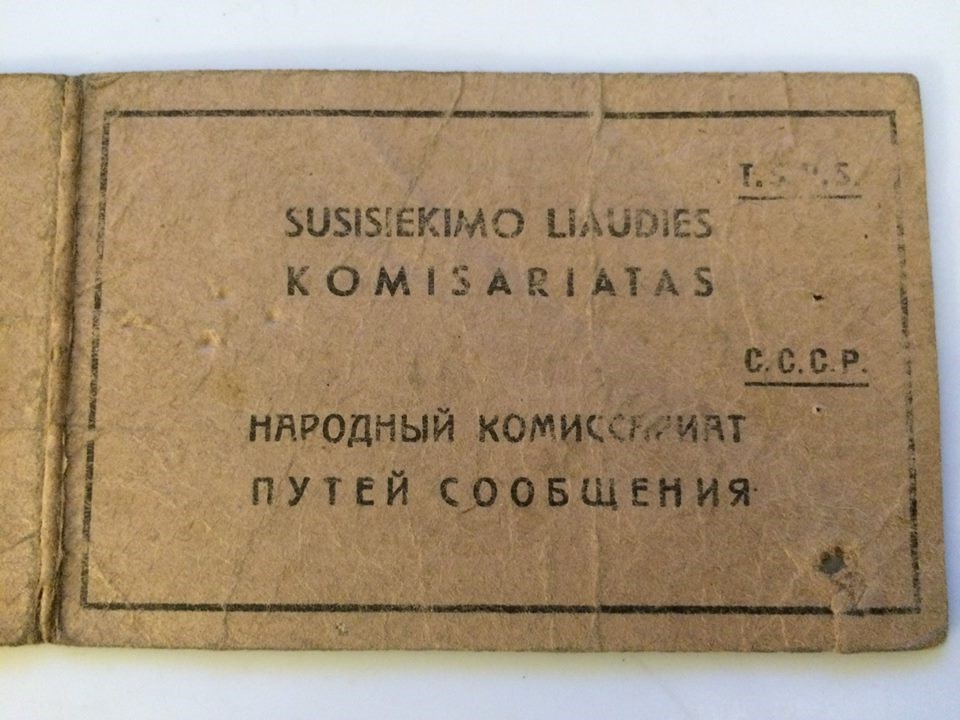 T.S.R.S.
SUSISIEKIMO LIAUDIES
KOMISARIATAS
С.С.С.Р.
НАРОДНЫЙ КОМИССАРИАТ
ПУТЕЙ СООБЩЕНИЯ